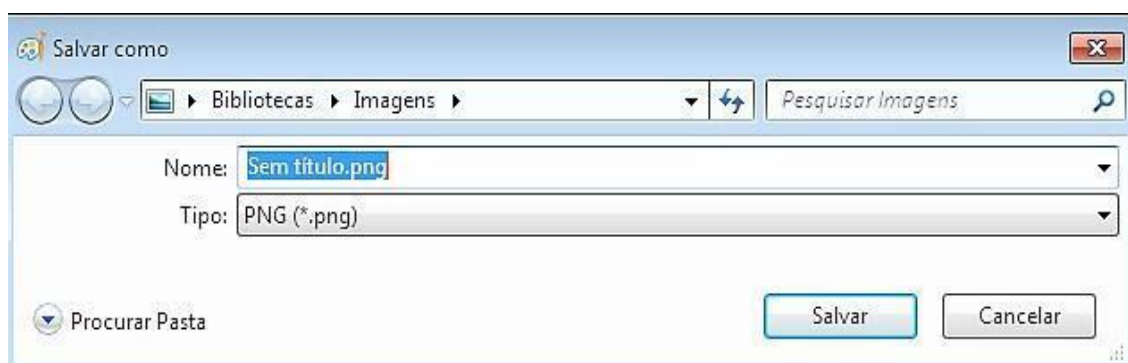 Salvar como
Bibliotecas Imagens Pesquisar Imagens
Nome: Sem título.png
Tipo: PNG (*.png)
Procurar Pasta Salvar Cancelar